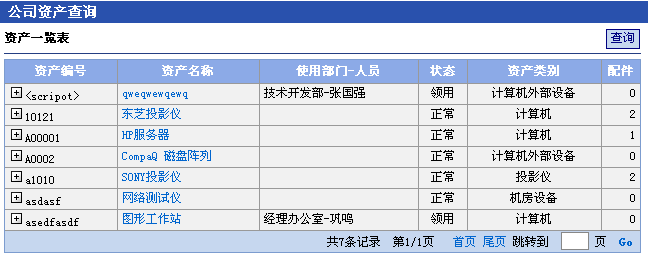 公司资产查询
资产一览表 查询
资产编号 资产名称 使用部门-人员 状态 资产类别 配件
<scripot> qweqwewqewq 技术开发部-张国强 领用 计算机外部设备 0
10121 东芝投影仪 正常 计算机 2
A00001 HP服务器 正常 计算机 1
A0002 CompaQ 磁盘阵列 正常 计算机外部设备 0
a1010 SONY投影仪 正常 投影仪 2
asdasf 网络测试仪 正常 机房设备 0
asedfasdf 图形工作站 经理办公室-巩鸣 领用 计算机 0
共7条记录 第1/1页 首页 尾页 跳转到 页 Go